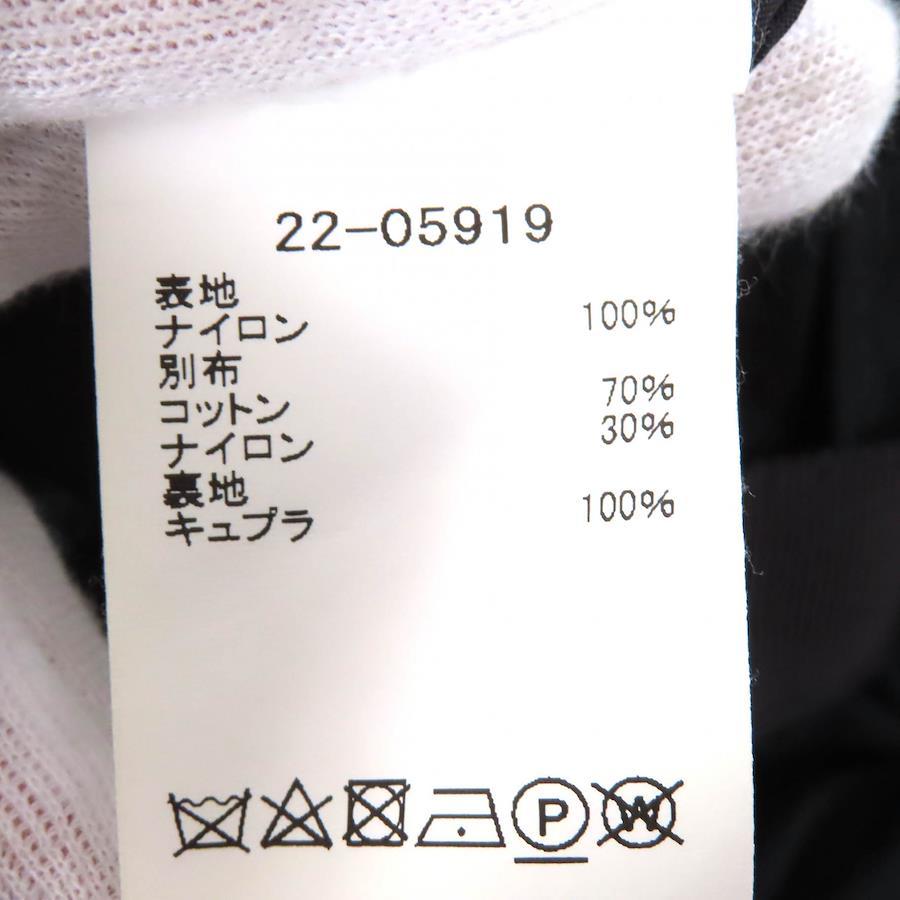 22-05919
表地
ナイロン 100%
別布
コットン 70%
ナイロン 30%
裏地
キュプラ 100%
P W